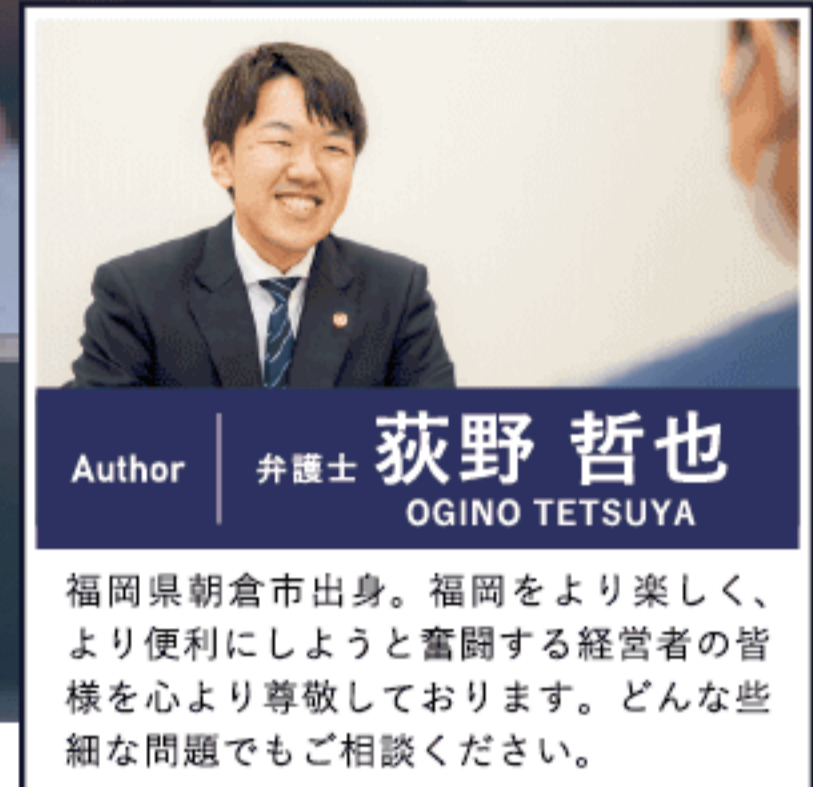 Author
弁護士 荻野 哲也
OGINO TETSUYA
福岡県朝倉市出身。福岡をより楽しく、
より便利にしようと奮闘する経営者の皆
様を心より尊敬しております。どんな些
細な問題でもご相談ください。